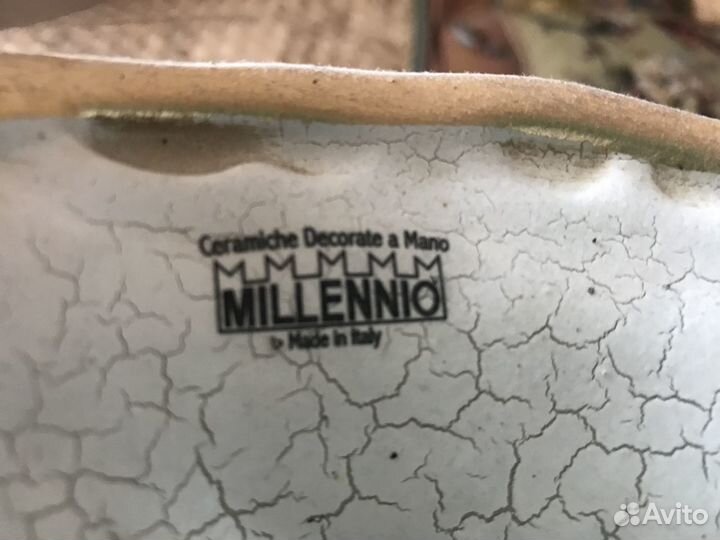 Ceramiche Decorate a Mano
MILLENNIO
Made in Italy
Avito